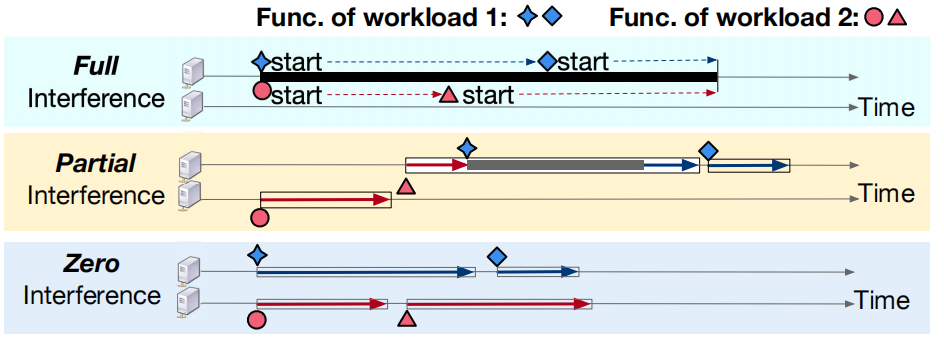 Func. of workload 1:
Func. of workload 2:
Full
Interference
start
start
start
start
Time
Partial
Interference
Time
Zero
Interference
Time